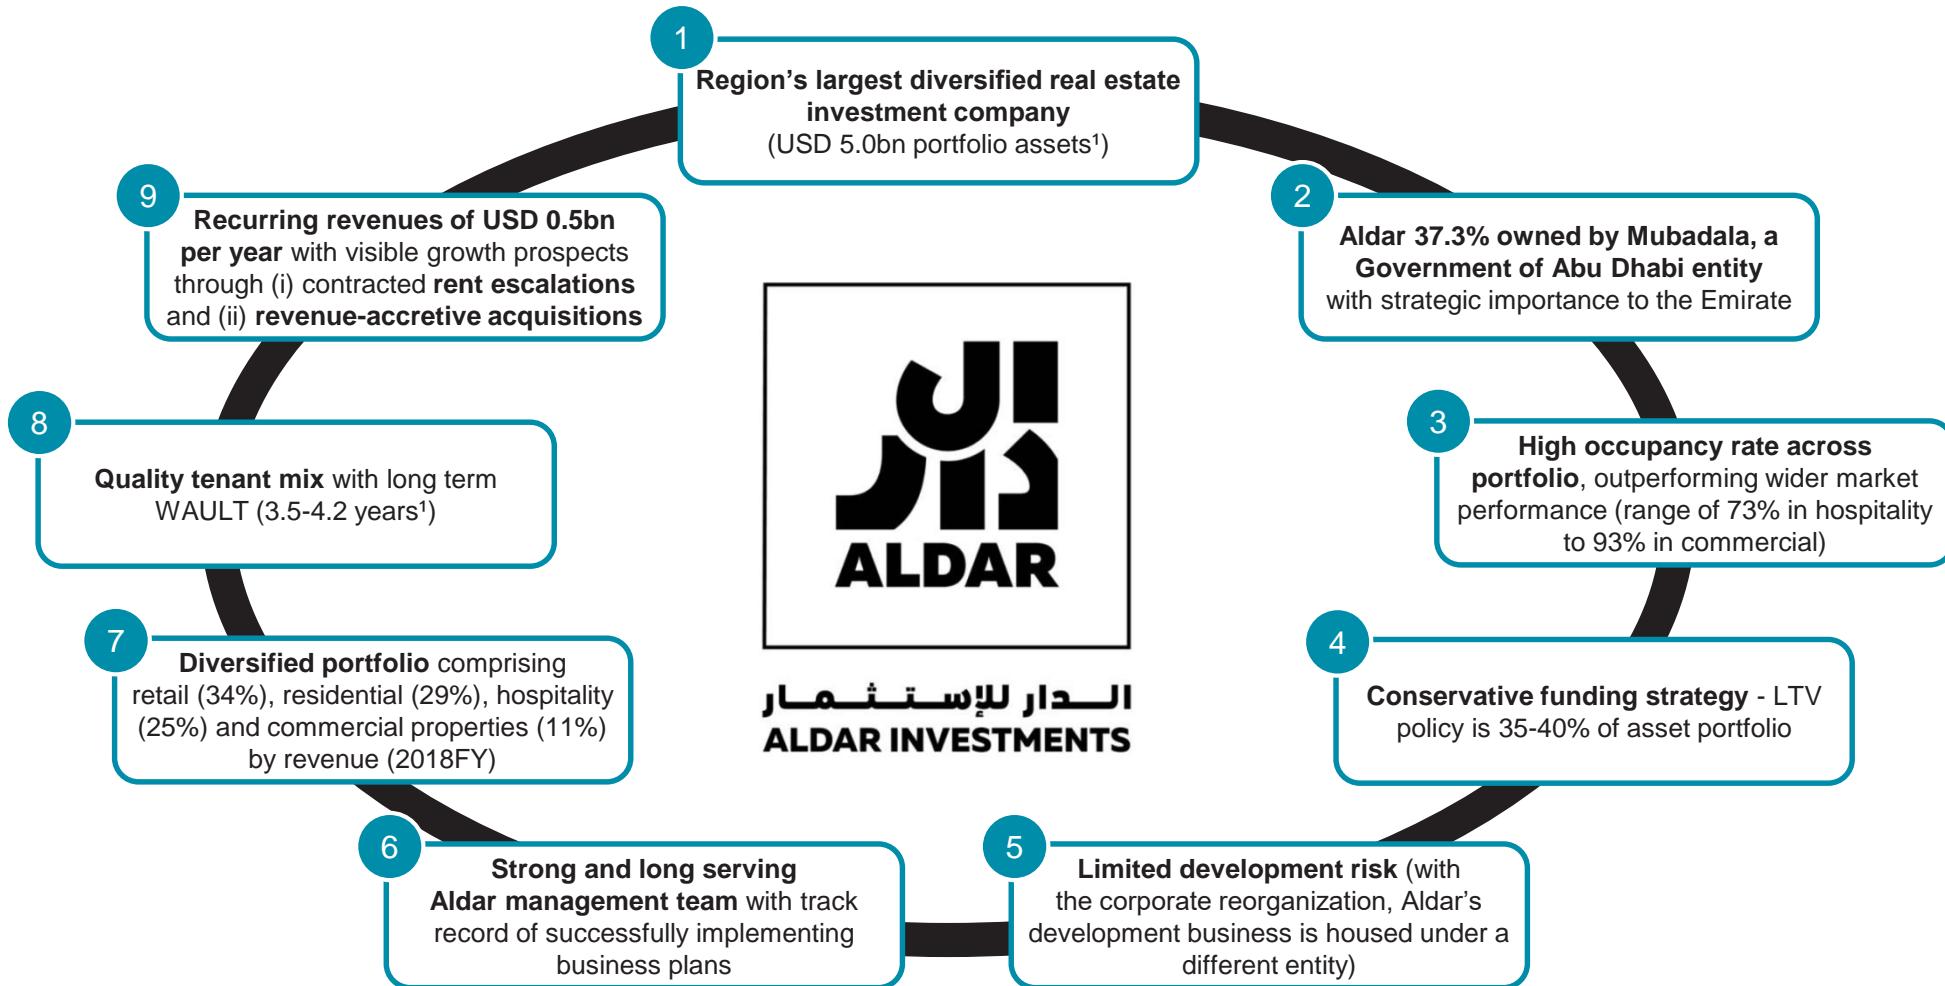 1
Region’s largest diversified real estate
investment company
(USD 5.0bn portfolio assets¹)
2
Aldar 37.3% owned by Mubadala, a
Government of Abu Dhabi entity
with strategic importance to the Emirate
3
High occupancy rate across
portfolio, outperforming wider market
performance (range of 73% in hospitality
to 93% in commercial)
4
Conservative funding strategy - LTV
policy is 35-40% of asset portfolio
5
Limited development risk (with
the corporate reorganization, Aldar’s
development business is housed under a
different entity)
6
Strong and long serving
Aldar management team with track
record of successfully implementing
business plans
7
Diversified portfolio comprising
retail (34%), residential (29%), hospitality
(25%) and commercial properties (11%)
by revenue (2018FY)
8
Quality tenant mix with long term
WAULT (3.5-4.2 years¹)
9
Recurring revenues of USD 0.5bn
per year with visible growth prospects
through (i) contracted rent escalations
and (ii) revenue-accretive acquisitions
ال
دار
ALDAR
الــدار للإستــثــمــار
ALDAR INVESTMENTS